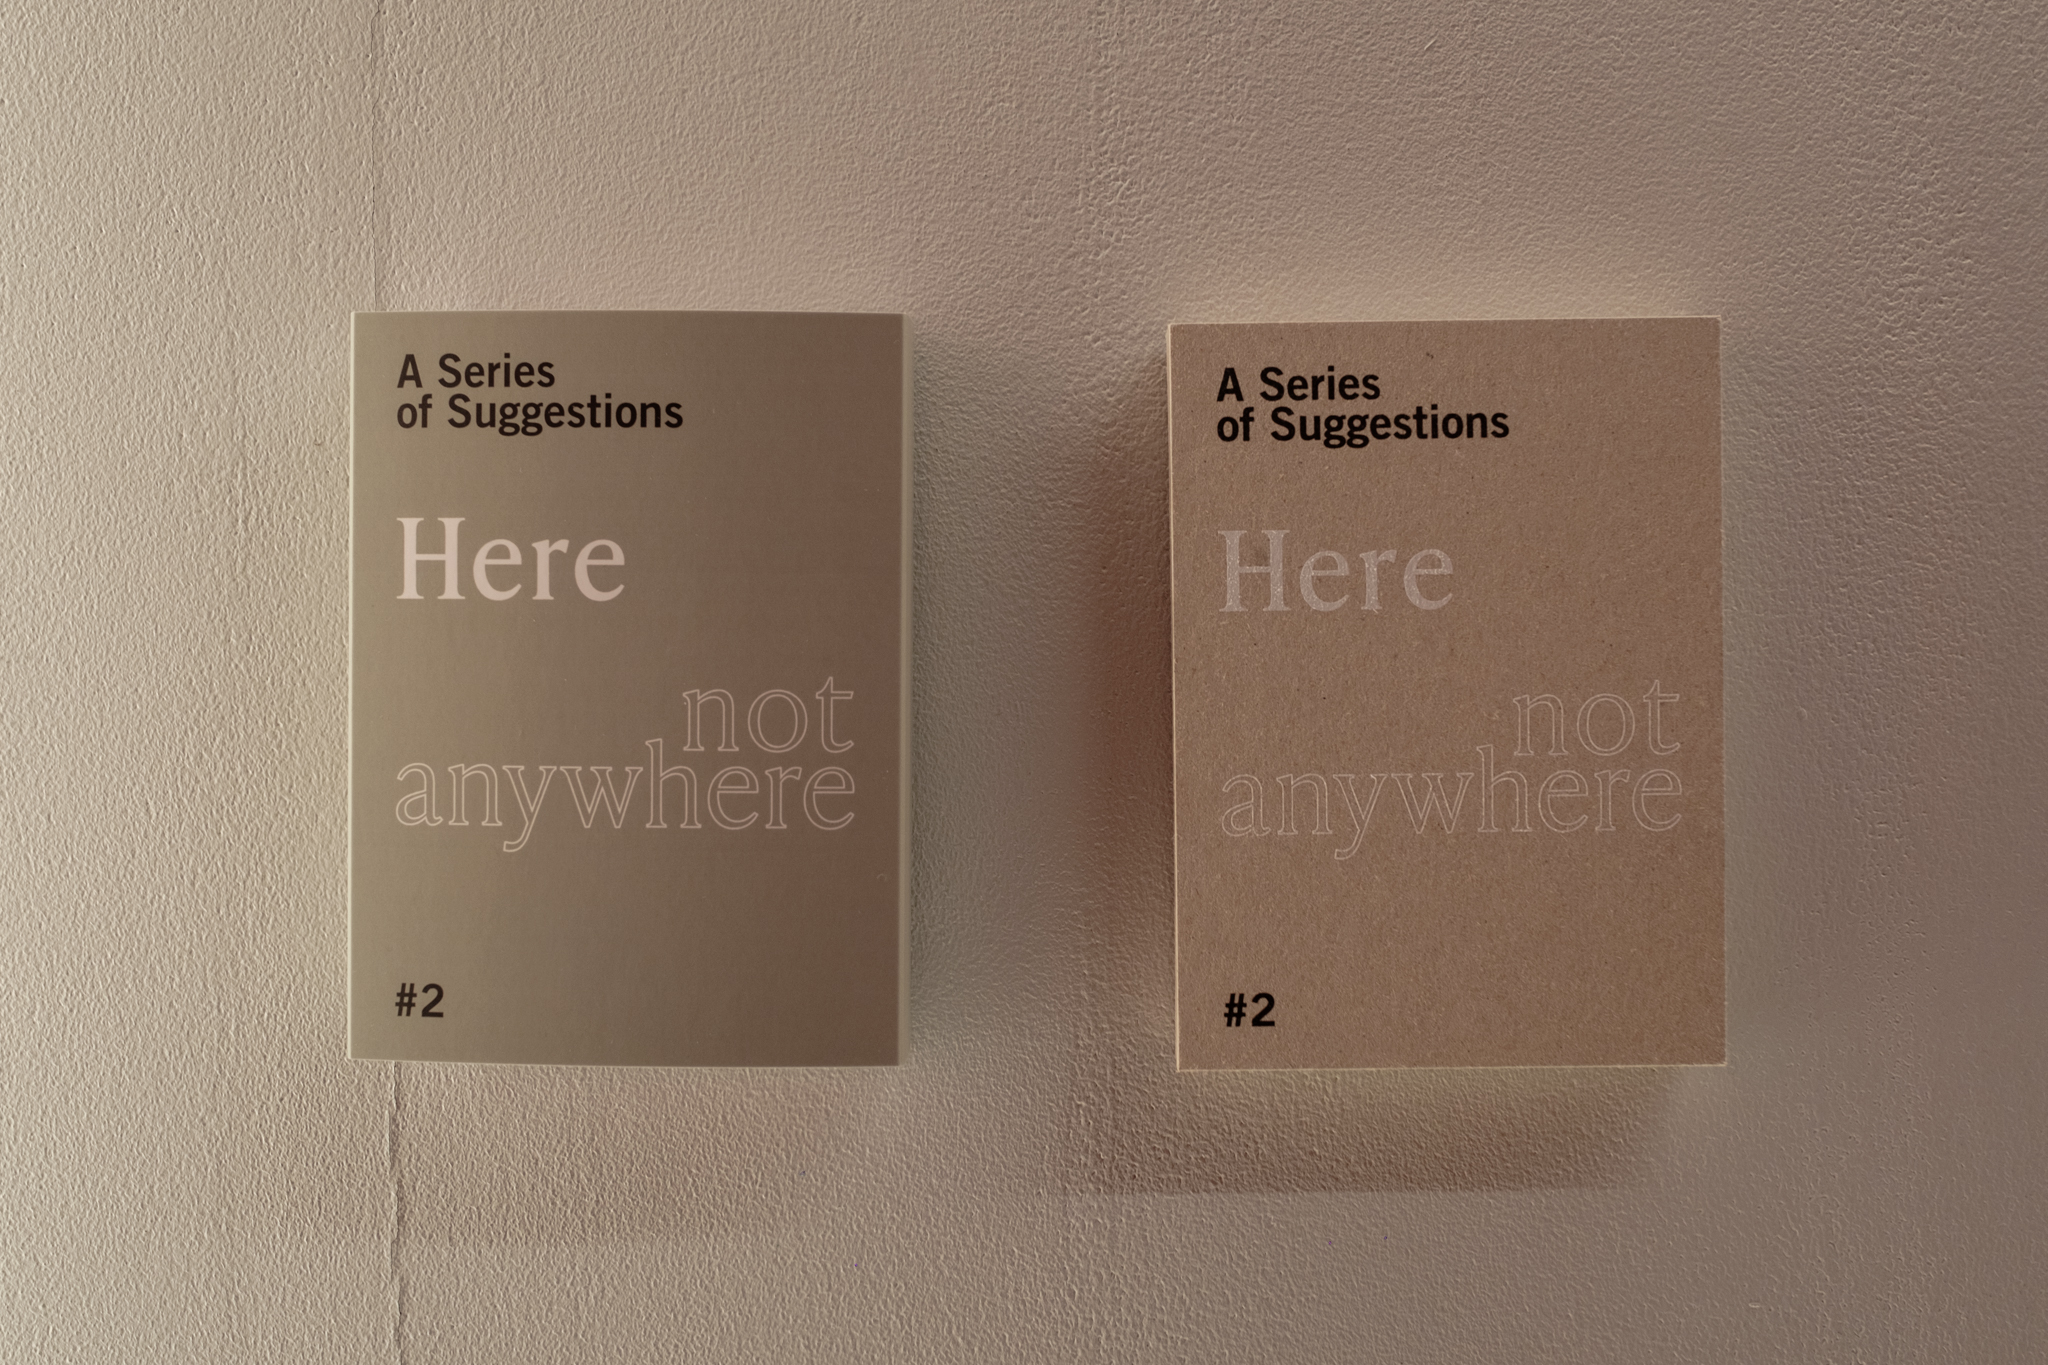 A Series
of Suggestions
Here
not
anywhere
#2
A Series
of Suggestions
Here
not
anywhere
#2